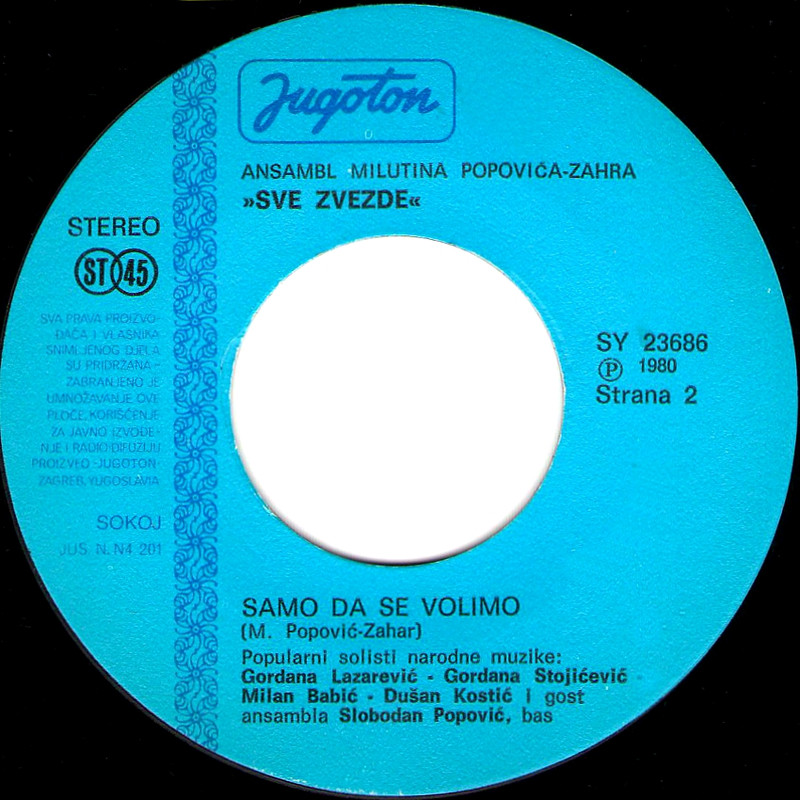 Jugoton
ANSAMBL MILUTINA POPOVIĆA-ZAHRA
»SVE ZVEZDE«
STEREO
ST 45
SVA PRAVA PROIZVO-
ĐAČA I VLASNIKA
SNIMLJENOG DJELA
SU PRIDRŽANA -
ZABRANJENO JE
UMNOŽAVANJE OVE
PLOČE, KORIŠĆENJE
ZA JAVNO IZVOĐE-
NJE I RADIO DIFUZIJU
PROIZVEO »JUGOTON«
ZAGREB, YUGOSLAVIA
SOKOJ
JUS N. N4 201
SY 23686
Ⓟ 1980
Strana 2
SAMO DA SE VOLIMO
(M. Popović-Zahar)
Popularni solisti narodne muzike:
Gordana Lazarević - Gordana Stojićević -
Milan Babić - Dušan Kostić i gost
ansambla Slobodan Popović, bas